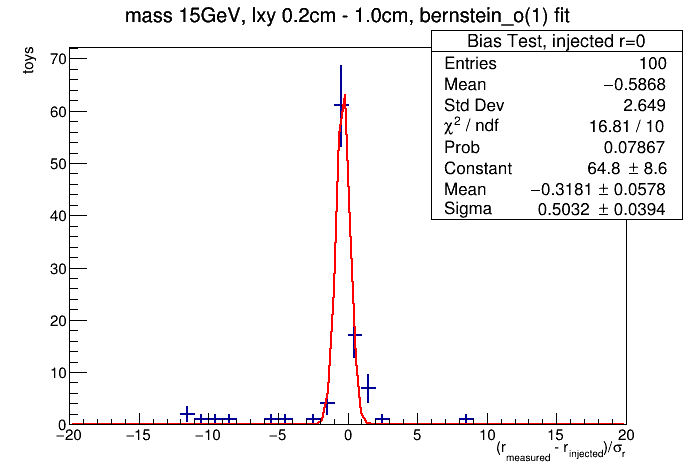 mass 15GeV, lxy 0.2cm - 1.0cm, bernstein_o(1) fit
toys
Bias Test, injected r=0
Entries 100
Mean −0.5868
Std Dev 2.649
χ² / ndf 16.81 / 10
Prob 0.07867
Constant 64.8 ± 8.6
Mean −0.3181 ± 0.0578
Sigma 0.5032 ± 0.0394
70
60
50
40
30
20
10
0
−20 −15 −10 −5 0 5 10 15 20
(r_measured - r_injected)/σ_r